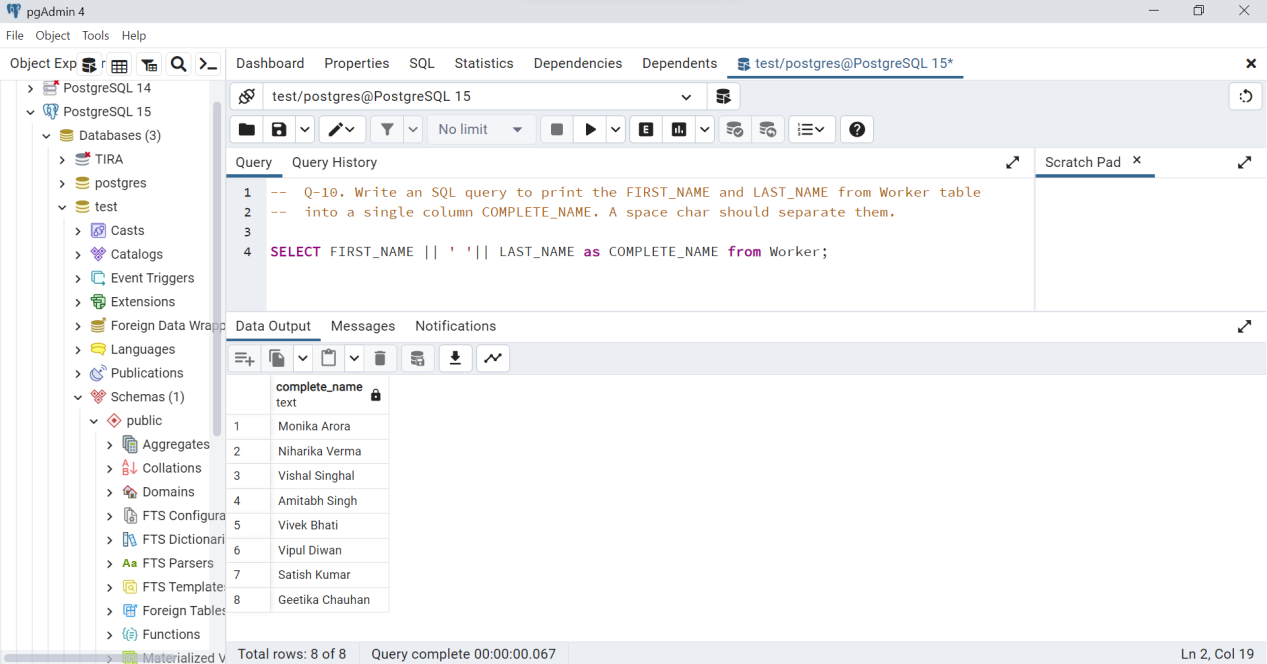 pgAdmin 4
File Object Tools Help
Object Exp r
Dashboard Properties SQL Statistics Dependencies Dependents test/postgres@PostgreSQL 15*
PostgreSQL 14
PostgreSQL 15
Databases (3)
TIRA
postgres
test
Casts
Catalogs
Event Triggers
Extensions
Foreign Data Wrapp
Languages
Publications
Schemas (1)
public
Aggregates
Collations
Domains
FTS Configura
FTS Dictionari
Aa FTS Parsers
FTS Template
Foreign Tables
Functions
Materialized V
test/postgres@PostgreSQL 15
No limit
E
Query Query History
Scratch Pad
1 -- Q-10. Write an SQL query to print the FIRST_NAME and LAST_NAME from Worker table
2 -- into a single column COMPLETE_NAME. A space char should separate them.
3
4 SELECT FIRST_NAME || ' '|| LAST_NAME as COMPLETE_NAME from Worker;
Data Output Messages Notifications
complete_name
text
1 Monika Arora
2 Niharika Verma
3 Vishal Singhal
4 Amitabh Singh
5 Vivek Bhati
6 Vipul Diwan
7 Satish Kumar
8 Geetika Chauhan
Total rows: 8 of 8 Query complete 00:00:00.067 Ln 2, Col 19